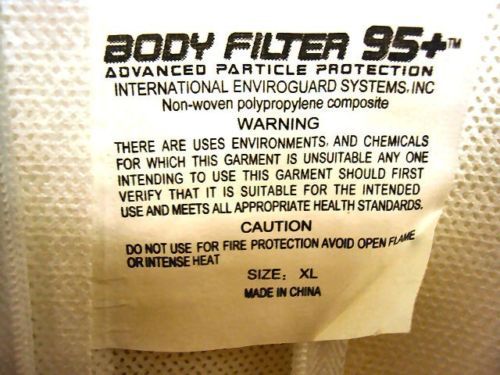 BODY FILTER 95+™
ADVANCED PARTICLE PROTECTION
INTERNATIONAL ENVIROGUARD SYSTEMS, INC
Non-woven polypropylene composite
WARNING
THERE ARE USES ENVIRONMENTS, AND CHEMICALS
FOR WHICH THIS GARMENT IS UNSUITABLE ANY ONE
INTENDING TO USE THIS GARMENT SHOULD FIRST
VERIFY THAT IT IS SUITABLE FOR THE INTENDED
USE AND MEETS ALL APPROPRIATE HEALTH STANDARDS.
CAUTION
DO NOT USE FOR FIRE PROTECTION AVOID OPEN FLAME
OR INTENSE HEAT
SIZE: XL
MADE IN CHINA